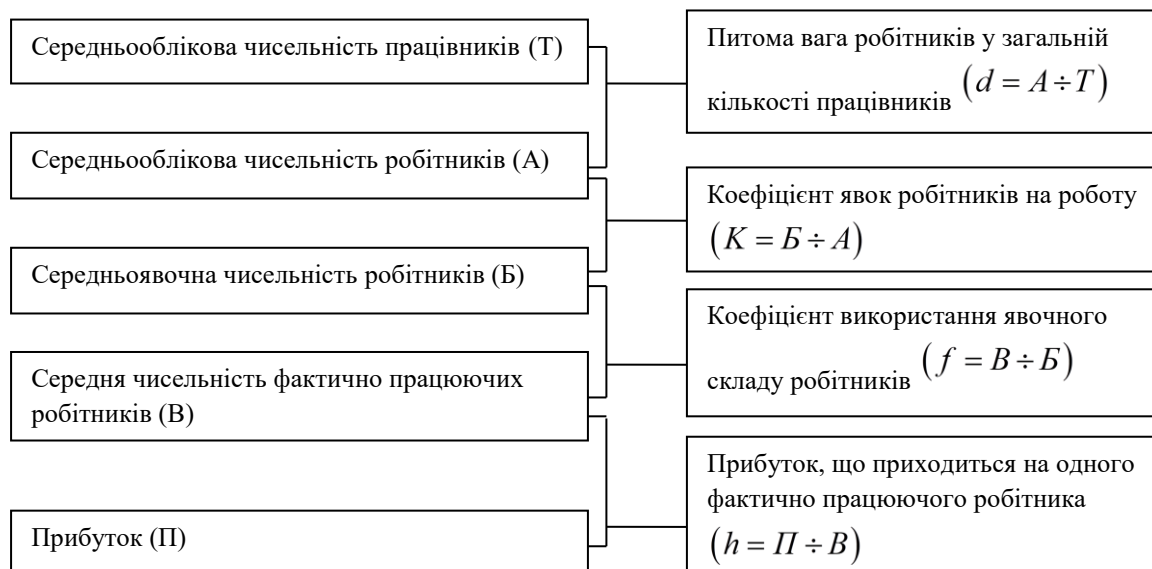 Середньооблікова чисельність працівників (Т)
Середньооблікова чисельність робітників (А)
Середньоявочна чисельність робітників (Б)
Середня чисельність фактично працюючих
робітників (В)
Прибуток (П)
Питома вага робітників у загальній
кількості працівників (d = A ÷ T)
Коефіцієнт явок робітників на роботу
(K = Б ÷ A)
Коефіцієнт використання явочного
складу робітників (f = В ÷ Б)
Прибуток, що приходиться на одного
фактично працюючого робітника
(h = П ÷ В)